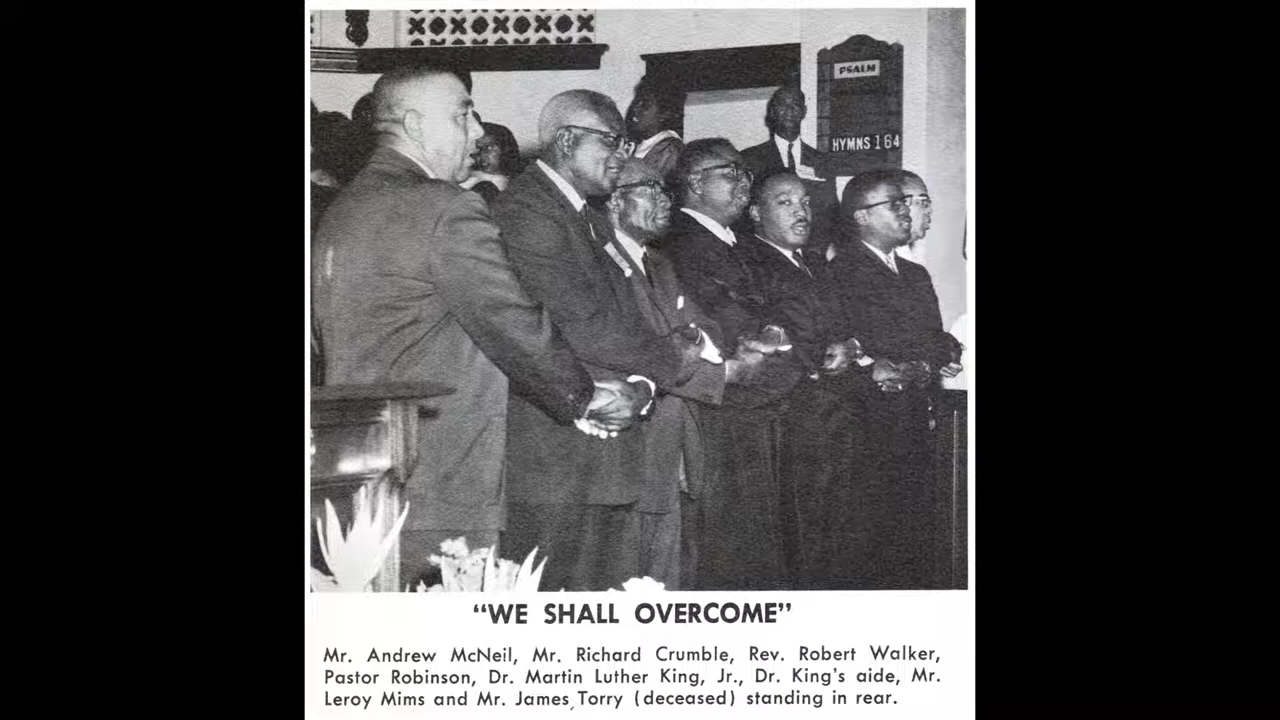 PSALM
HYMNS 164
“WE SHALL OVERCOME”
Mr. Andrew McNeil, Mr. Richard Crumble, Rev. Robert Walker,
Pastor Robinson, Dr. Martin Luther King, Jr., Dr. King's aide, Mr.
Leroy Mims and Mr. James Torry (deceased) standing in rear.